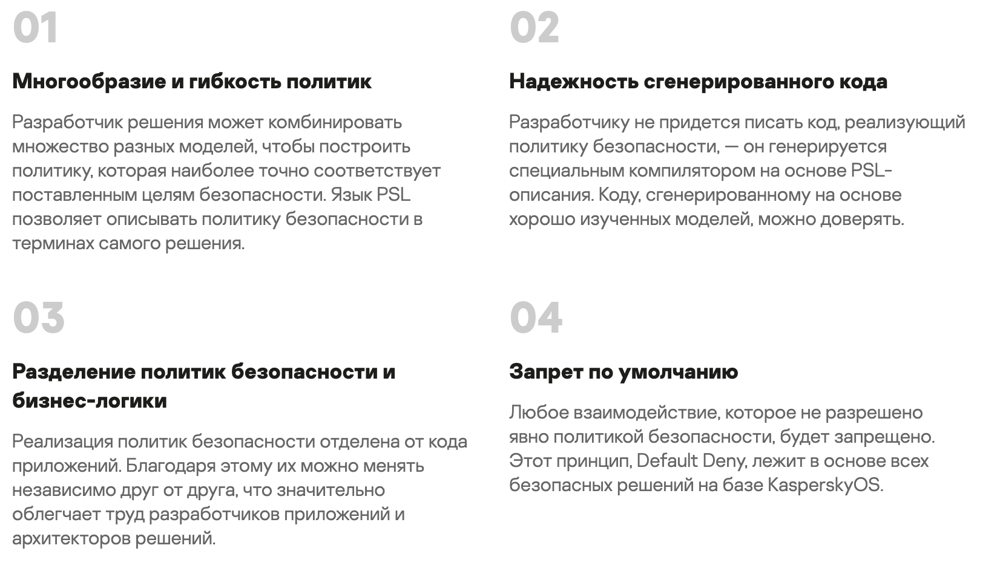 01
Многообразие и гибкость политик
Разработчик решения может комбинировать
множество разных моделей, чтобы построить
политику, которая наиболее точно соответствует
поставленным целям безопасности. Язык PSL
позволяет описывать политику безопасности в
терминах самого решения.
02
Надежность сгенерированного кода
Разработчику не придется писать код, реализующий
политику безопасности, — он генерируется
специальным компилятором на основе PSL-
описания. Коду, сгенерированному на основе
хорошо изученных моделей, можно доверять.
03
Разделение политик безопасности и
бизнес-логики
Реализация политик безопасности отделена от кода
приложений. Благодаря этому их можно менять
независимо друг от друга, что значительно
облегчает труд разработчиков приложений и
архитекторов решений.
04
Запрет по умолчанию
Любое взаимодействие, которое не разрешено
явно политикой безопасности, будет запрещено.
Этот принцип, Default Deny, лежит в основе всех
безопасных решений на базе KasperskyOS.